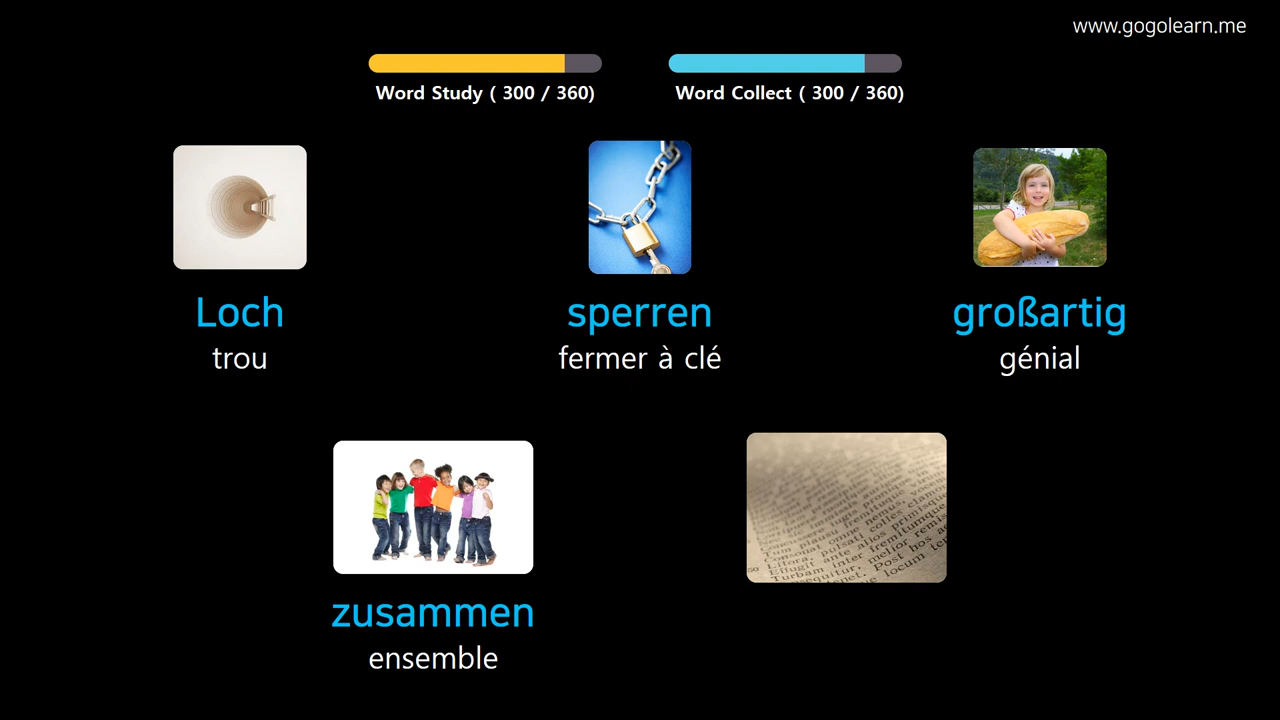 www.gogolearn.me
Word Study ( 300 / 360)
Word Collect ( 300 / 360)
Loch
trou
sperren
fermer à clé
großartig
génial
zusammen
ensemble